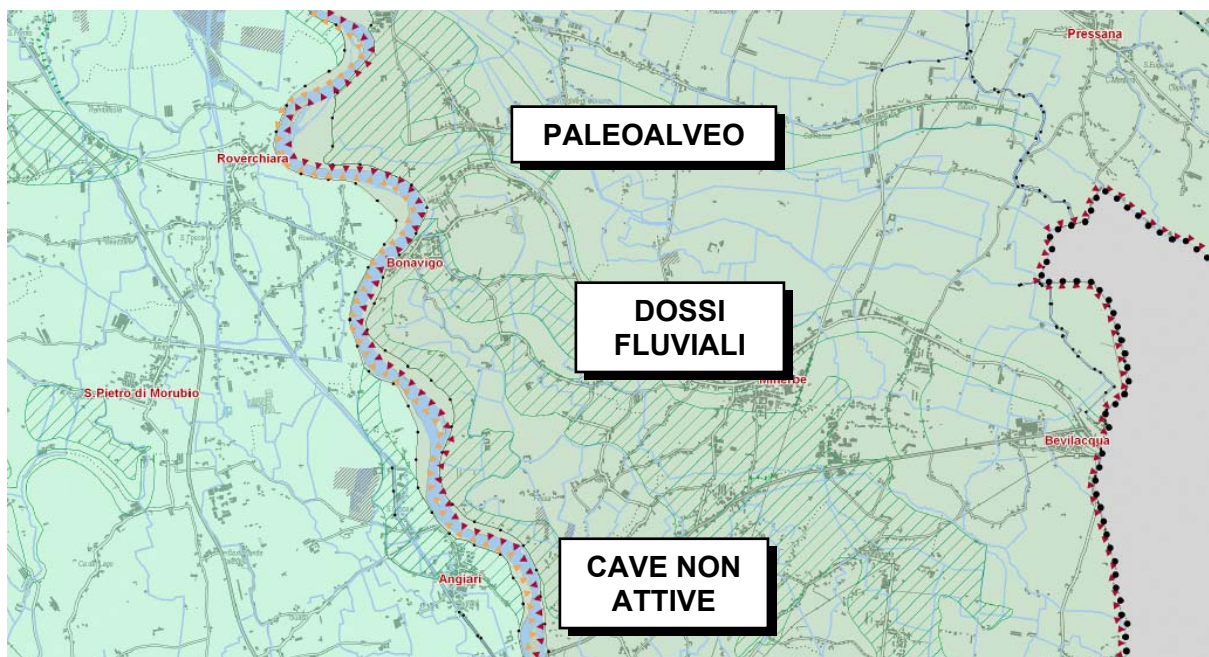 Pressana
PALEOALVEO
Roverchiara
Bonavigo
DOSSI
FLUVIALI
Minerbe
S.Pietro di Morubio
Bevilacqua
CAVE NON
ATTIVE
Angiari